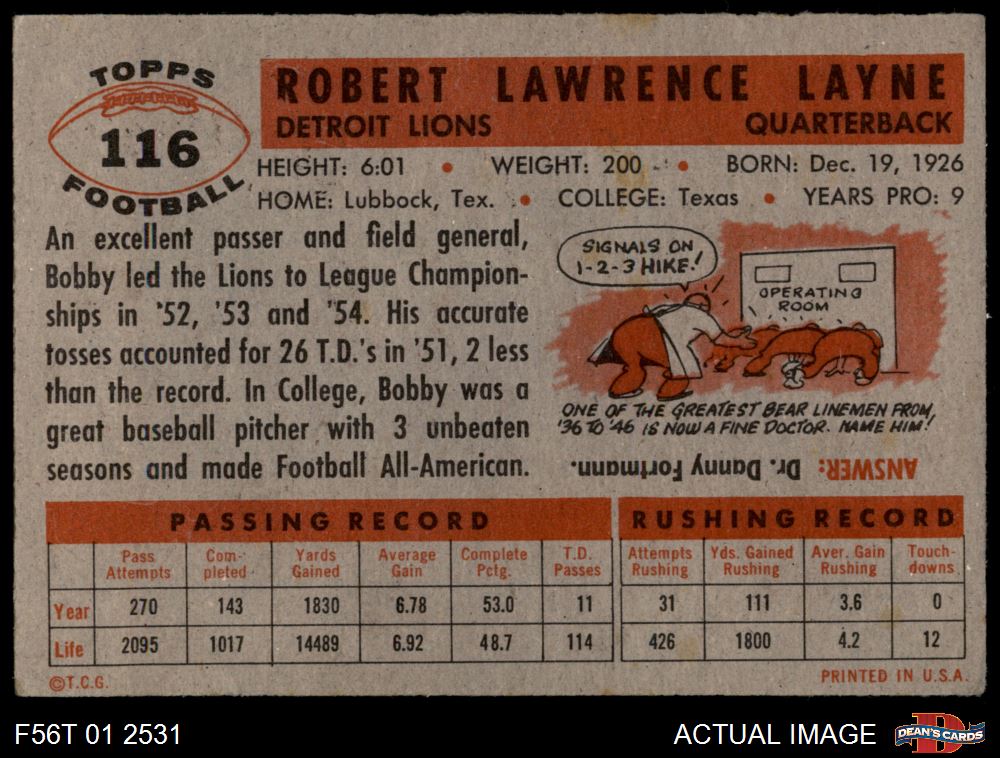 TOPPS
116
FOOTBALL
ROBERT LAWRENCE LAYNE
DETROIT LIONS QUARTERBACK
HEIGHT: 6:01 • WEIGHT: 200 • BORN: Dec. 19, 1926
HOME: Lubbock, Tex. • COLLEGE: Texas • YEARS PRO: 9
An excellent passer and field general,
Bobby led the Lions to League Champion-
ships in '52, '53 and '54. His accurate
tosses accounted for 26 T.D.'s in '51, 2 less
than the record. In College, Bobby was a
great baseball pitcher with 3 unbeaten
seasons and made Football All-American.
SIGNALS ON
1-2-3 HIKE!
OPERATING
ROOM
ONE OF THE GREATEST BEAR LINEMEN FROM,
'36 TO '46 IS NOW A FINE DOCTOR. NAME HIM!
ANSWER: Dr. Danny Fortmann.
PASSING RECORD
Pass Attempts Com-pleted Yards Gained Average Gain Complete Pctg. T.D. Passes
Year 270 143 1830 6.78 53.0 11
Life 2095 1017 14489 6.92 48.7 114
RUSHING RECORD
Attempts Rushing Yds. Gained Rushing Aver. Gain Rushing Touch-downs
31 111 3.6 0
426 1800 4.2 12
©T.C.G. PRINTED IN U.S.A.
F56T 01 2531 ACTUAL IMAGE DEAN'S CARDS